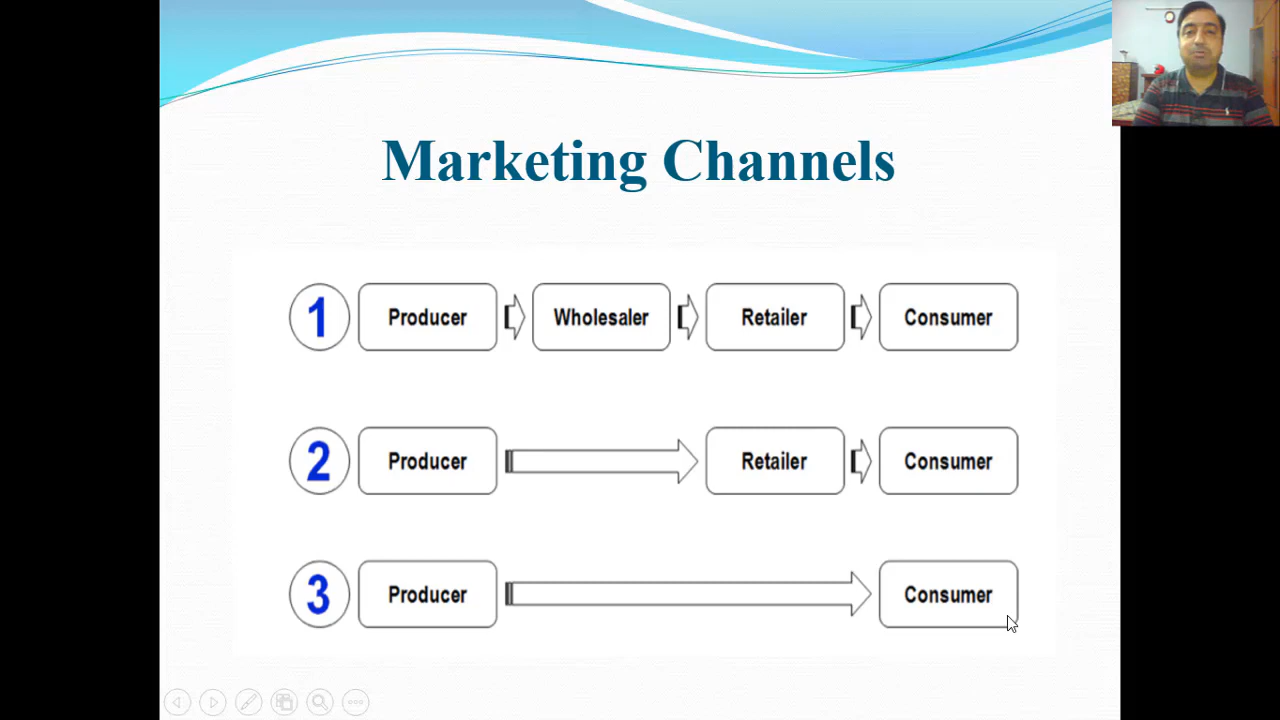 Marketing Channels
1 Producer Wholesaler Retailer Consumer
2 Producer Retailer Consumer
3 Producer Consumer